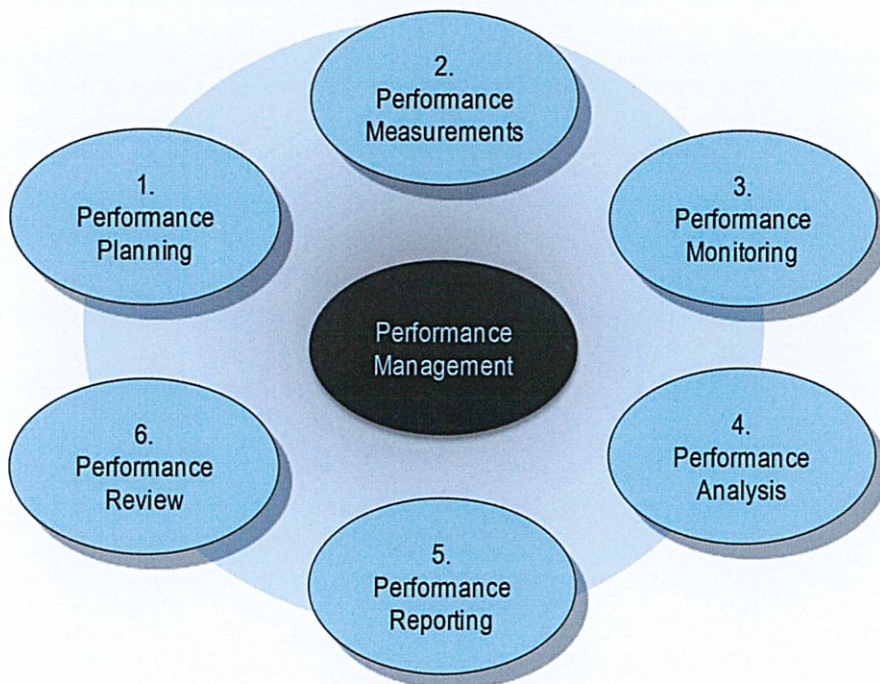 1.
Performance
Planning
2.
Performance
Measurements
3.
Performance
Monitoring
4.
Performance
Analysis
5.
Performance
Reporting
6.
Performance
Review
Performance
Management